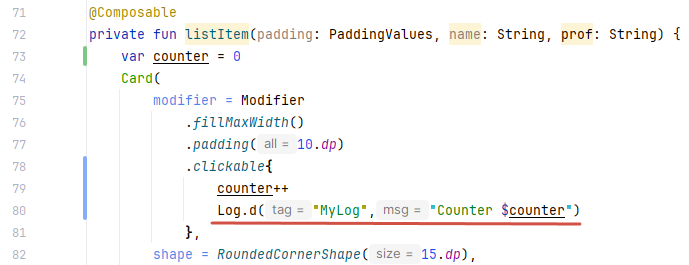 71 @Composable
72 private fun listItem(padding: PaddingValues, name: String, prof: String) {
73 var counter = 0
74 Card(
75 modifier = Modifier
76 .fillMaxWidth()
77 .padding( all = 10.dp)
78 .clickable{
79 counter++
80 Log.d( tag = "MyLog", msg = "Counter $counter")
81 },
82 shape = RoundedCornerShape( size = 15.dp),